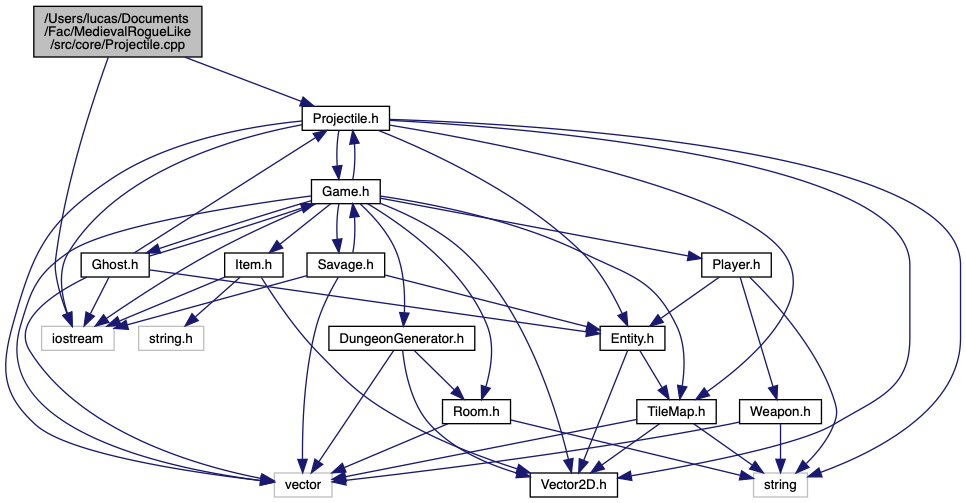 /Users/lucas/Documents
/Fac/MedievalRogueLike
/src/core/Projectile.cpp
Projectile.h
Game.h
Ghost.h
Item.h
Savage.h
Player.h
iostream
string.h
DungeonGenerator.h
Entity.h
Room.h
TileMap.h
Weapon.h
vector
Vector2D.h
string